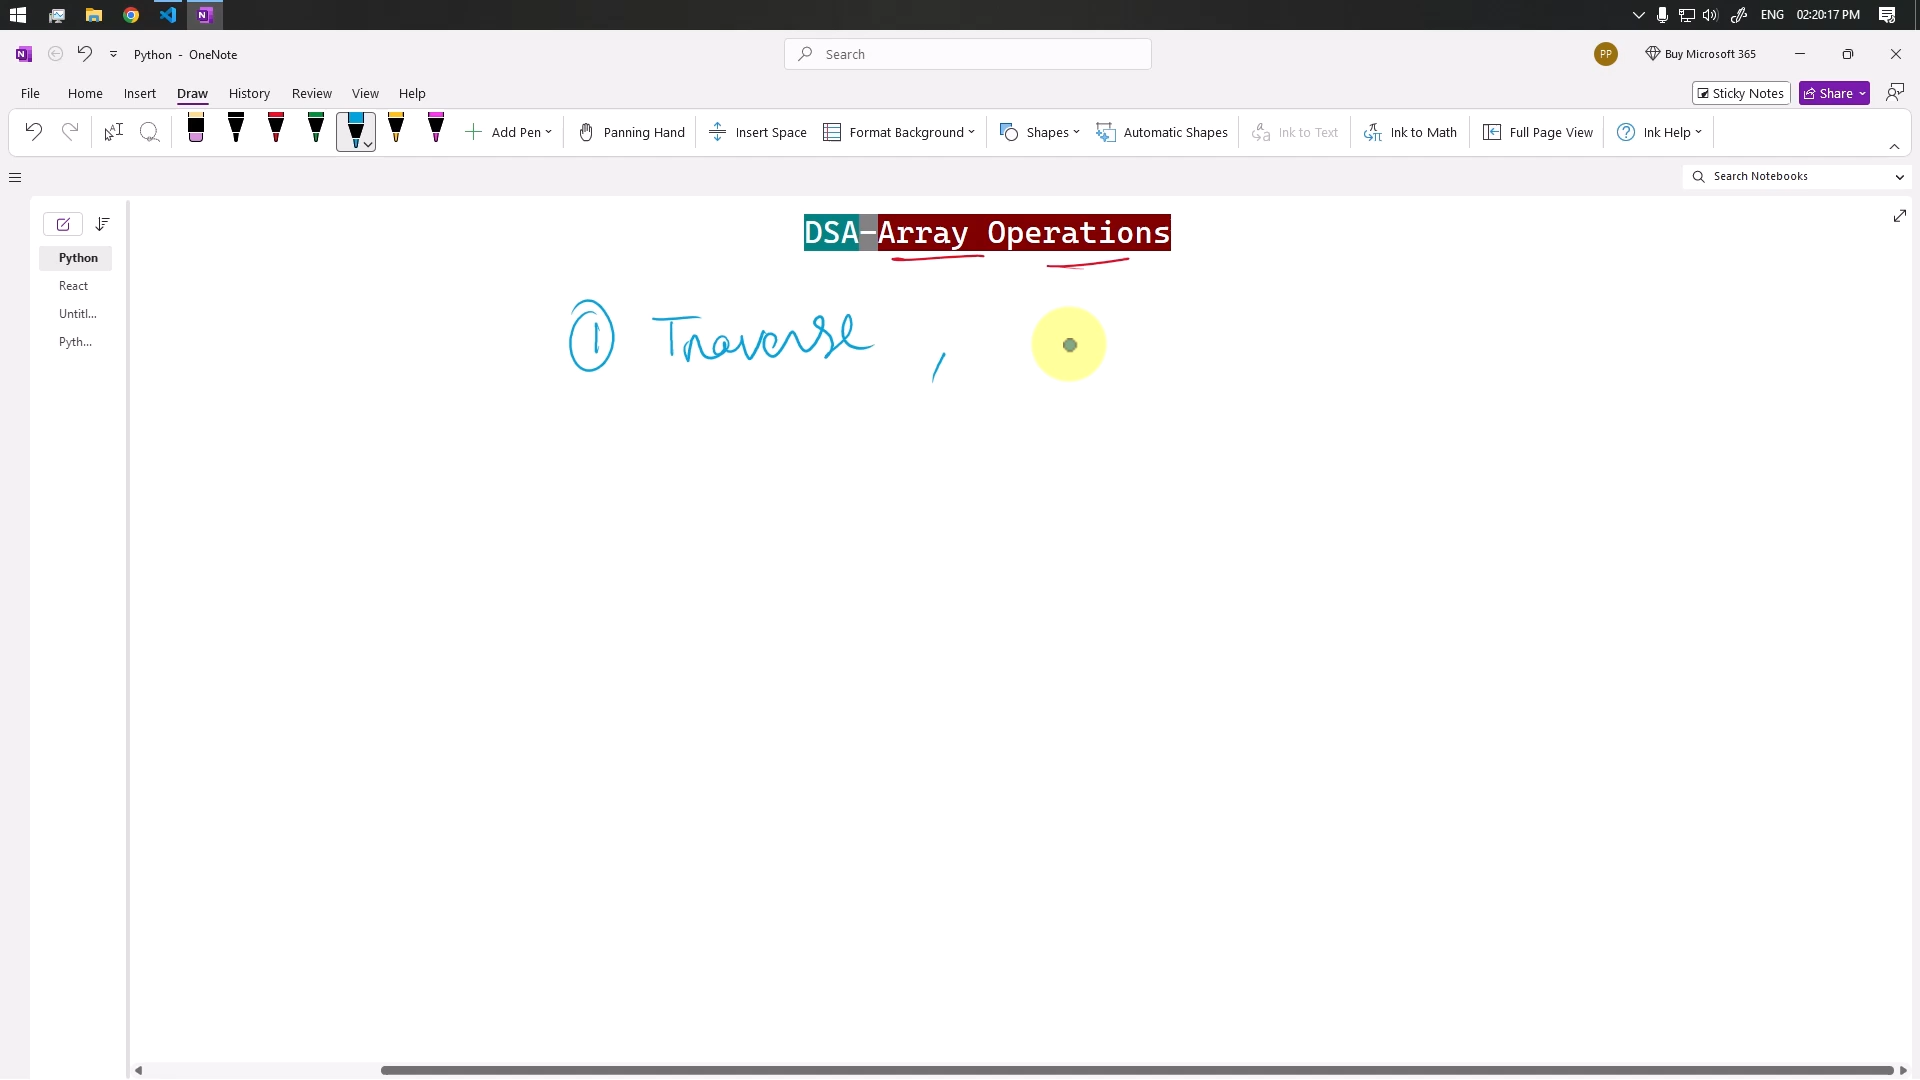 ENG 02:20:17 PM
Python - OneNote Search PP Buy Microsoft 365
File Home Insert Draw History Review View Help Sticky Notes Share
Add Pen Panning Hand Insert Space Format Background Shapes Automatic Shapes Ink to Text Ink to Math Full Page View Ink Help
Search Notebooks
DSA-Array Operations
Python
React
Untitl...
Pyth...
① Traverse ,